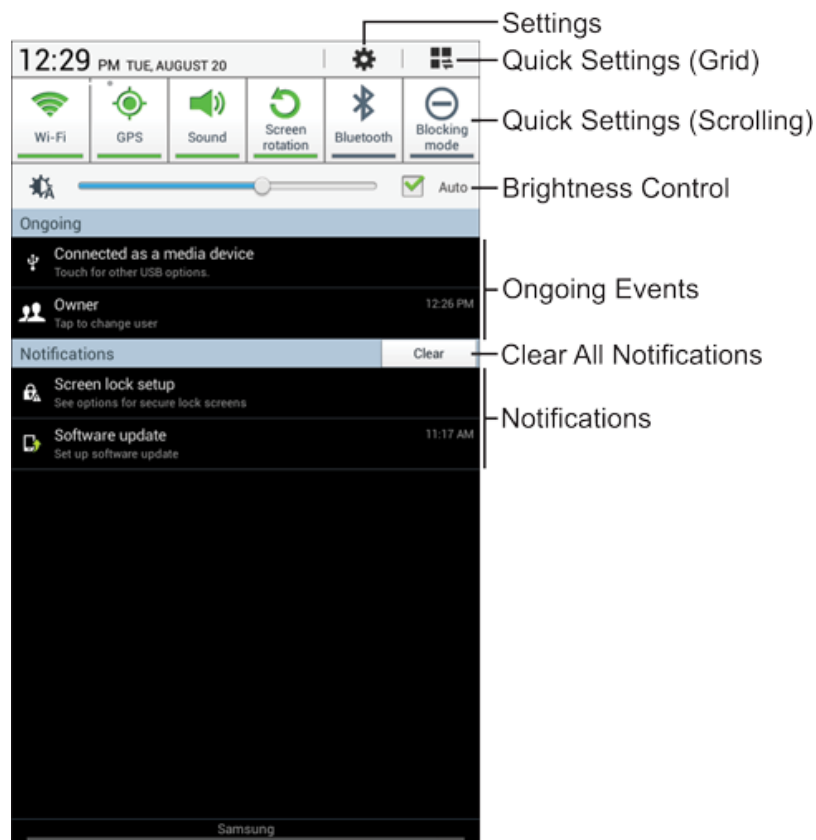 Settings
12:29 PM TUE, AUGUST 20
Quick Settings (Grid)
Wi-Fi
GPS
Sound
Screen
rotation
Bluetooth
Blocking
mode
Quick Settings (Scrolling)
A
Auto
Brightness Control
Ongoing
Connected as a media device
Touch for other USB options.
Owner
12:26 PM
Tap to change user
Ongoing Events
Notifications
Clear
Clear All Notifications
Screen lock setup
See options for secure lock screens
Notifications
Software update
11:17 AM
Set up software update
Samsung